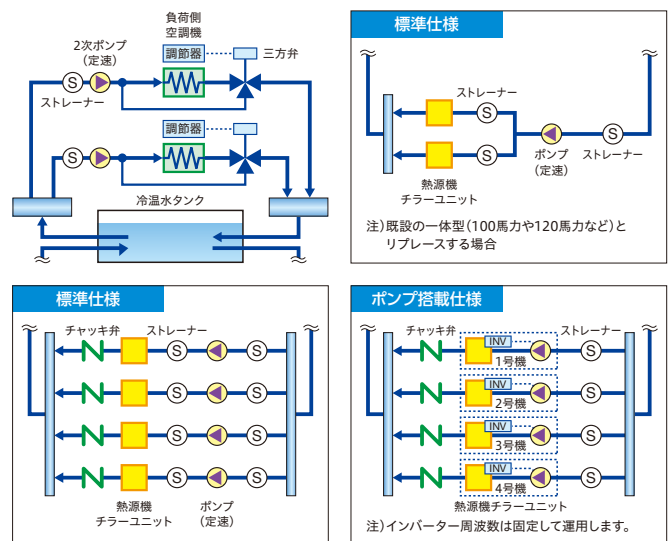 負荷側
空調機
2次ポンプ
(定速)
調節器
三方弁
S
ストレーナー
調節器
S
冷温水タンク
標準仕様
ストレーナー
S
S
S
ポンプ
(定速)
ストレーナー
熱源機
チラーユニット
注)既設の一体型(100馬力や120馬力など)と
リプレースする場合
標準仕様
チャッキ弁
ストレーナー
S
S
S
S
S
S
S
S
熱源機
チラーユニット
ポンプ
(定速)
ポンプ搭載仕様
チャッキ弁
ストレーナー
INV
S
1号機
INV
S
2号機
INV
S
3号機
INV
S
4号機
熱源機チラーユニット
注)インバーター周波数は固定して運用します。